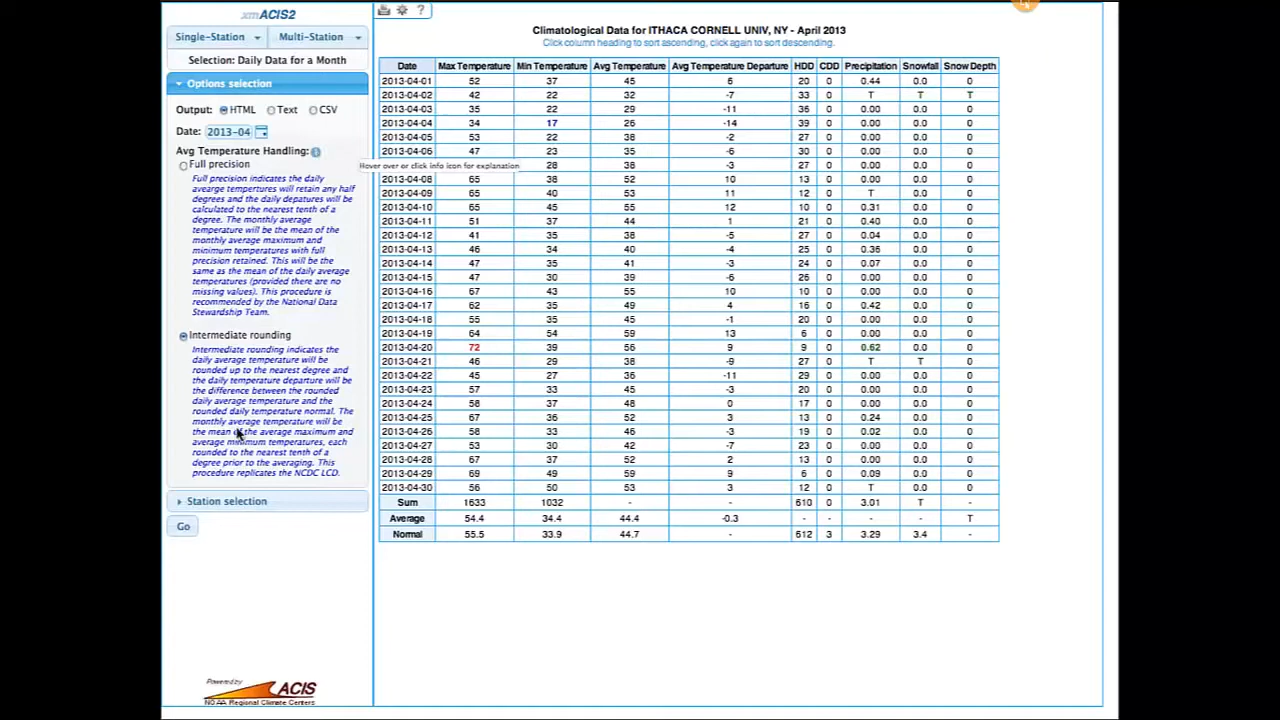 xmACIS2
Single-Station Multi-Station
Selection: Daily Data for a Month
Options selection
Output: HTML Text CSV
Date: 2013-04
Avg Temperature Handling:
Full precision
Full precision indicates the daily
avearge tempertures will retain any half
degrees and the daily depatures will be
calculated to the nearest tenth of a
degree. The monthly average
temperature will be the mean of the
monthly average maximum and
minimum temperatures with full
precision retained. This will be the
same as the mean of the daily average
temperatures (provided there are no
missing values). This procedure is
recommended by the National Data
Stewardship Team.
Intermediate rounding
Intermediate rounding indicates the
daily average temperature will be
rounded up to the nearest degree and
the daily temperature departure will be
the difference between the rounded
daily average temperature and the
rounded daily temperature normal. The
monthly average temperature will be
the mean of the average maximum and
average minimum temperatures, each
rounded to the nearest tenth of a
degree prior to the averaging. This
procedure replicates the NCDC LCD.
Station selection
Go
Powered by
ACIS
NOAA Regional Climate Centers
?
Climatological Data for ITHACA CORNELL UNIV, NY - April 2013
Click column heading to sort ascending, click again to sort descending.
Date Max Temperature Min Temperature Avg Temperature Avg Temperature Departure HDD CDD Precipitation Snowfall Snow Depth
2013-04-01 52 37 45 6 20 0 0.44 0.0 0
2013-04-02 42 22 32 -7 33 0 T T T
2013-04-03 35 22 29 -11 36 0 0.00 0.0 0
2013-04-04 34 17 26 -14 39 0 0.00 0.0 0
2013-04-05 53 22 38 -2 27 0 0.00 0.0 0
2013-04-06 47 23 35 -6 30 0 0.00 0.0 0
Hover over or click info icon for explanation 28 38 -3 27 0 0.00 0.0 0
2013-04-08 65 38 52 10 13 0 0.00 0.0 0
2013-04-09 65 40 53 11 12 0 T 0.0 0
2013-04-10 65 45 55 12 10 0 0.31 0.0 0
2013-04-11 51 37 44 1 21 0 0.40 0.0 0
2013-04-12 41 35 38 -5 27 0 0.04 0.0 0
2013-04-13 46 34 40 -4 25 0 0.36 0.0 0
2013-04-14 47 35 41 -3 24 0 0.07 0.0 0
2013-04-15 47 30 39 -6 26 0 0.00 0.0 0
2013-04-16 67 43 55 10 10 0 0.00 0.0 0
2013-04-17 62 35 49 4 16 0 0.42 0.0 0
2013-04-18 55 35 45 -1 20 0 0.00 0.0 0
2013-04-19 64 54 59 13 6 0 0.00 0.0 0
2013-04-20 72 39 56 9 9 0 0.62 0.0 0
2013-04-21 46 29 38 -9 27 0 T T 0
2013-04-22 45 27 36 -11 29 0 0.00 0.0 0
2013-04-23 57 33 45 -3 20 0 0.00 0.0 0
2013-04-24 58 37 48 0 17 0 0.00 0.0 0
2013-04-25 67 36 52 3 13 0 0.24 0.0 0
2013-04-26 58 33 46 -3 19 0 0.02 0.0 0
2013-04-27 53 30 42 -7 23 0 0.00 0.0 0
2013-04-28 67 37 52 2 13 0 0.00 0.0 0
2013-04-29 69 49 59 9 6 0 0.09 0.0 0
2013-04-30 56 50 53 3 12 0 T 0.0 0
Sum 1633 1032 - - 610 0 3.01 T -
Average 54.4 34.4 44.4 -0.3 - - - - T
Normal 55.5 33.9 44.7 - 612 3 3.29 3.4 -